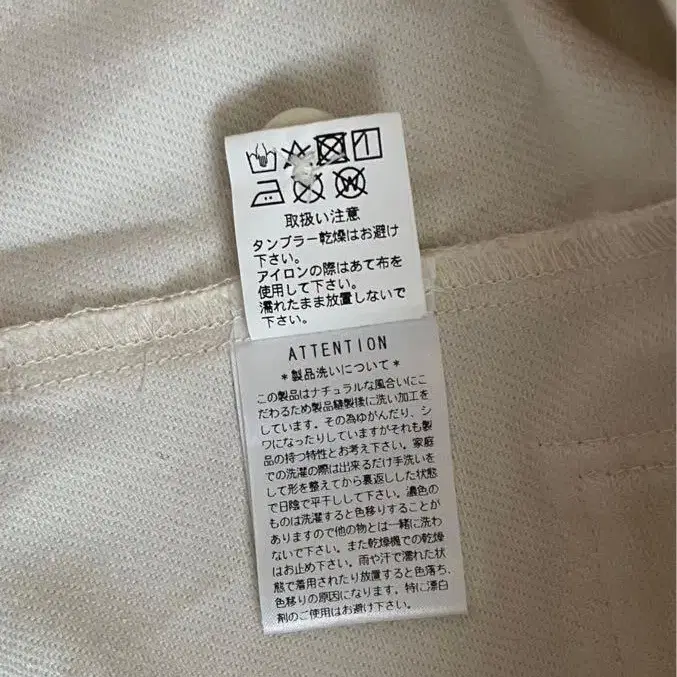 取扱い注意
タンブラー乾燥はお避け
下さい。
アイロンの際はあて布を
使用して下さい。
濡れたまま放置しないで
下さい。
ATTENTION
*製品洗いについて*
この製品はナチュラルな風合いにこ
だわるため製品縫製後に洗い加工を
しています。その為ゆがんだり、シ
ワになったりしていますがそれも製
品の持つ特性とお考え下さい。家庭
での洗濯の際は出来るだけ手洗いを
して形を整えてから裏返しした状態
で日陰で平干しして下さい。濃色の
ものは洗濯すると色移りすることが
ありますので他の物とは一緒に洗わ
ないで下さい。また乾燥機での乾燥
はお止め下さい。雨や汗で濡れた状
態で着用されたり放置すると色落ち、
色移りの原因になります。特に漂白
剤のご使用はお避け下さい。